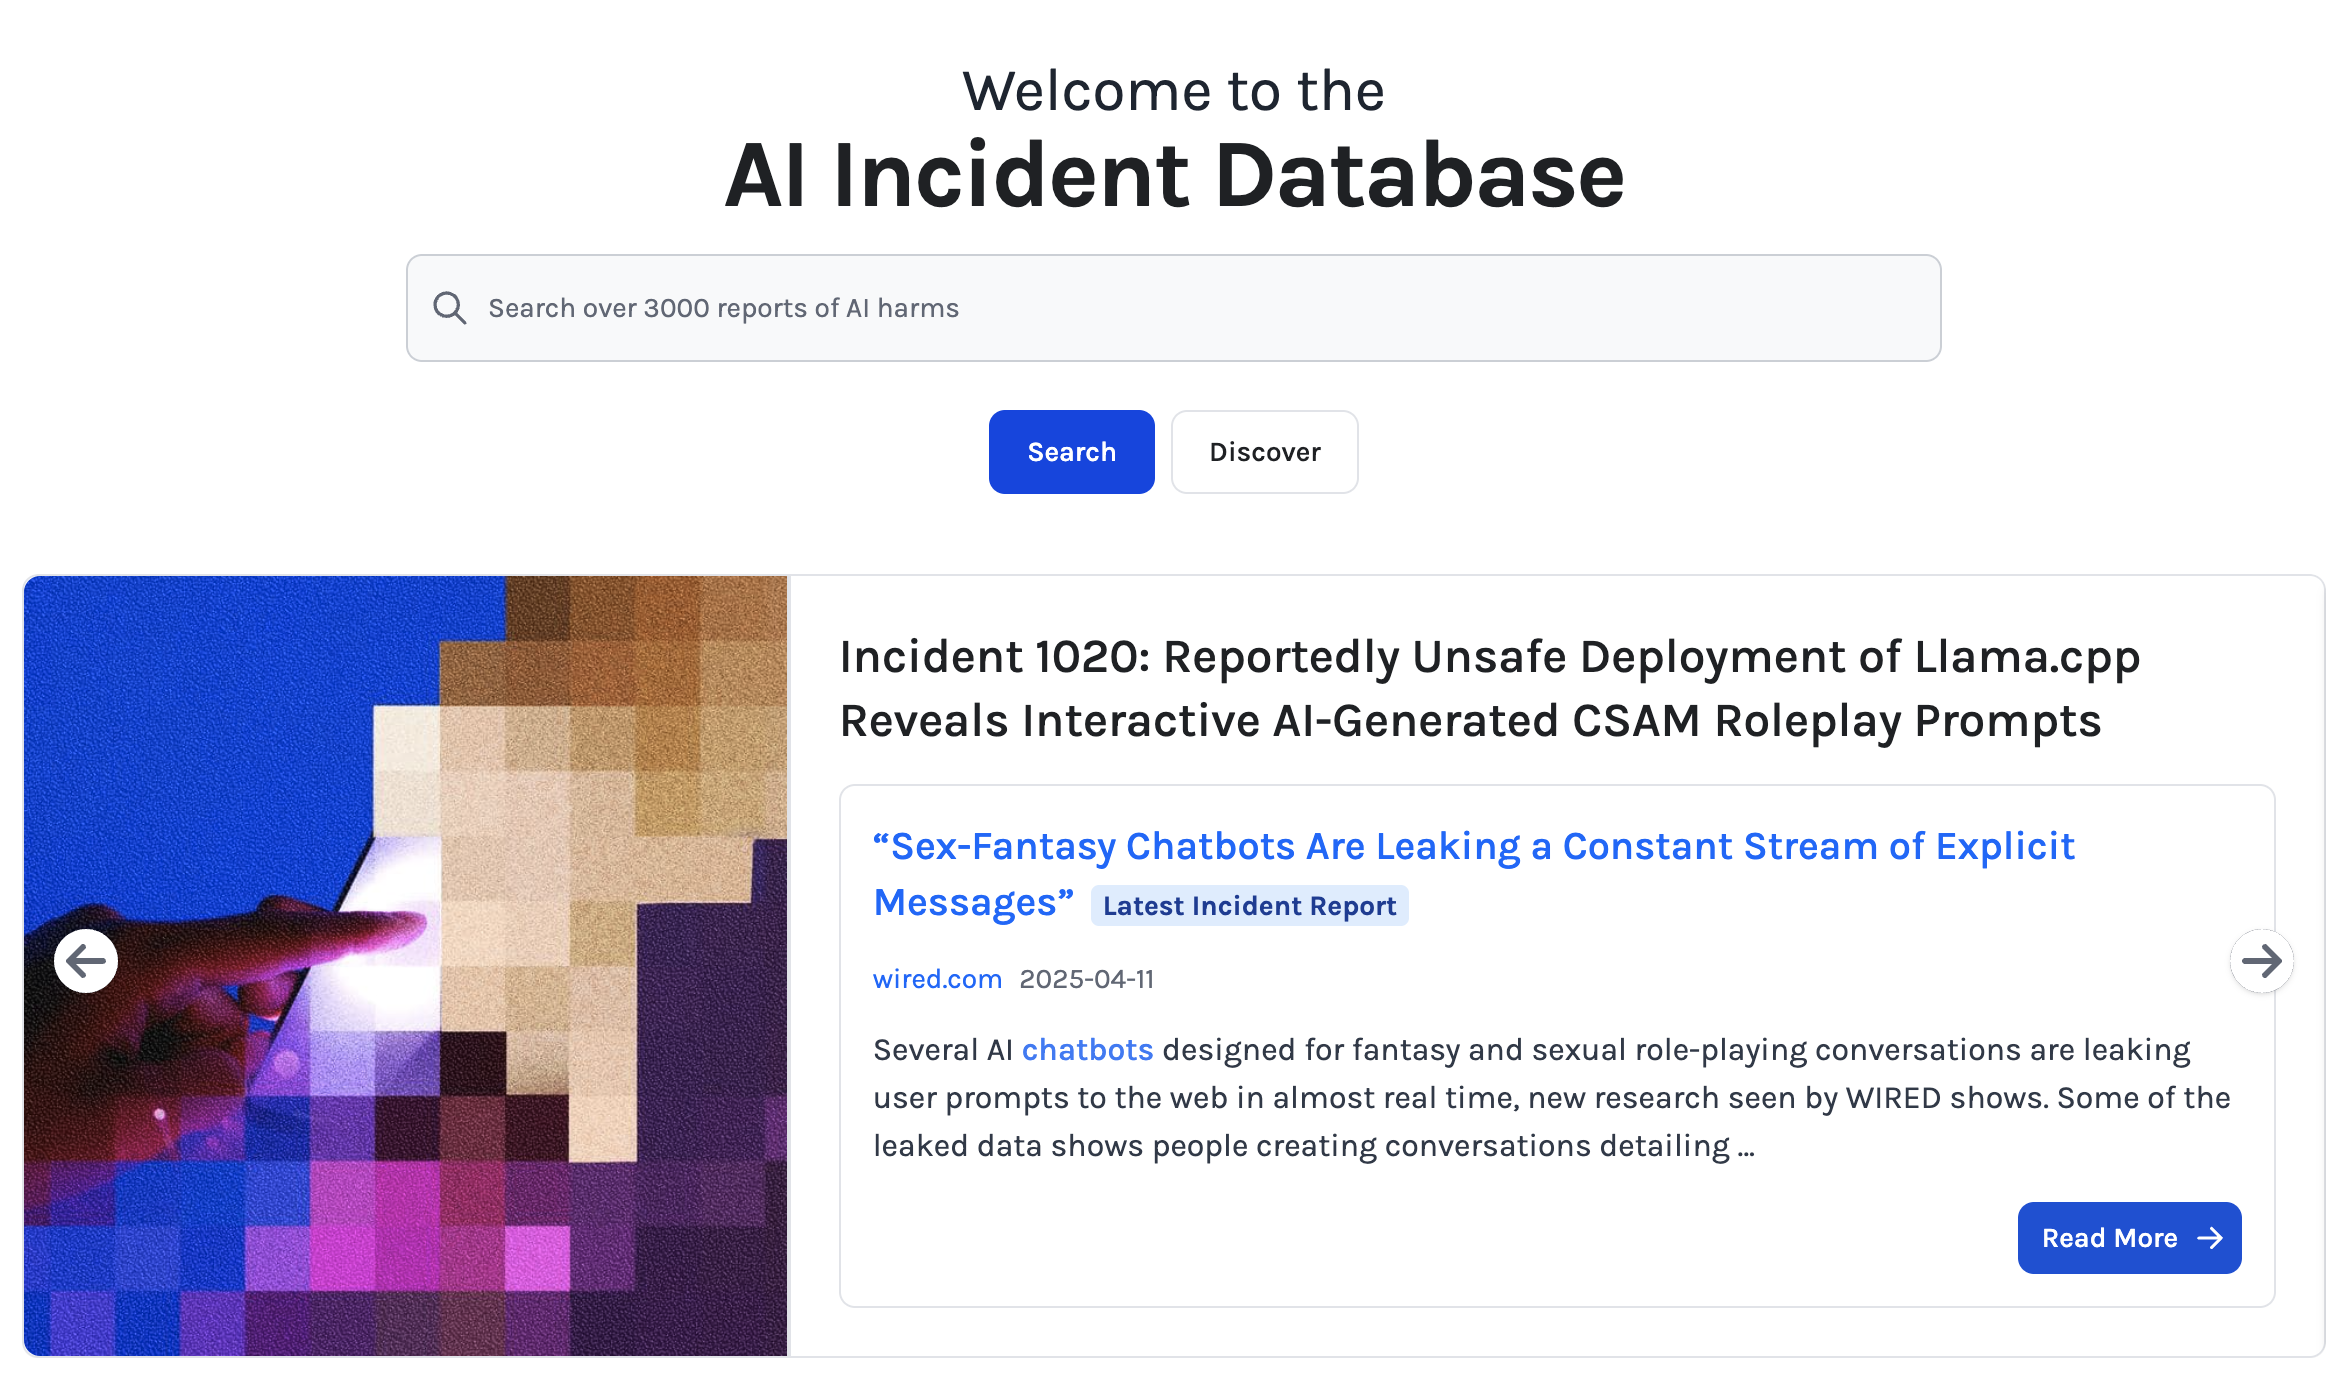 Welcome to the
AI Incident Database
Search over 3000 reports of AI harms
Search
Discover
Incident 1020: Reportedly Unsafe Deployment of Llama.cpp
Reveals Interactive AI-Generated CSAM Roleplay Prompts
“Sex-Fantasy Chatbots Are Leaking a Constant Stream of Explicit
Messages” Latest Incident Report
wired.com 2025-04-11
Several AI chatbots designed for fantasy and sexual role-playing conversations are leaking
user prompts to the web in almost real time, new research seen by WIRED shows. Some of the
leaked data shows people creating conversations detailing …
Read More